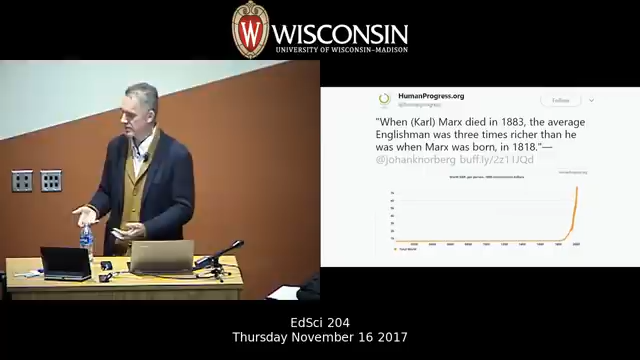 WISCONSIN
UNIVERSITY OF WISCONSIN–MADISON
HumanProgress.org
Follow
"When (Karl) Marx died in 1883, the average
Englishman was three times richer than he
was when Marx was born, in 1818."—
@johanknorberg buff.ly/2z11JQd
EdSci 204
Thursday November 16 2017